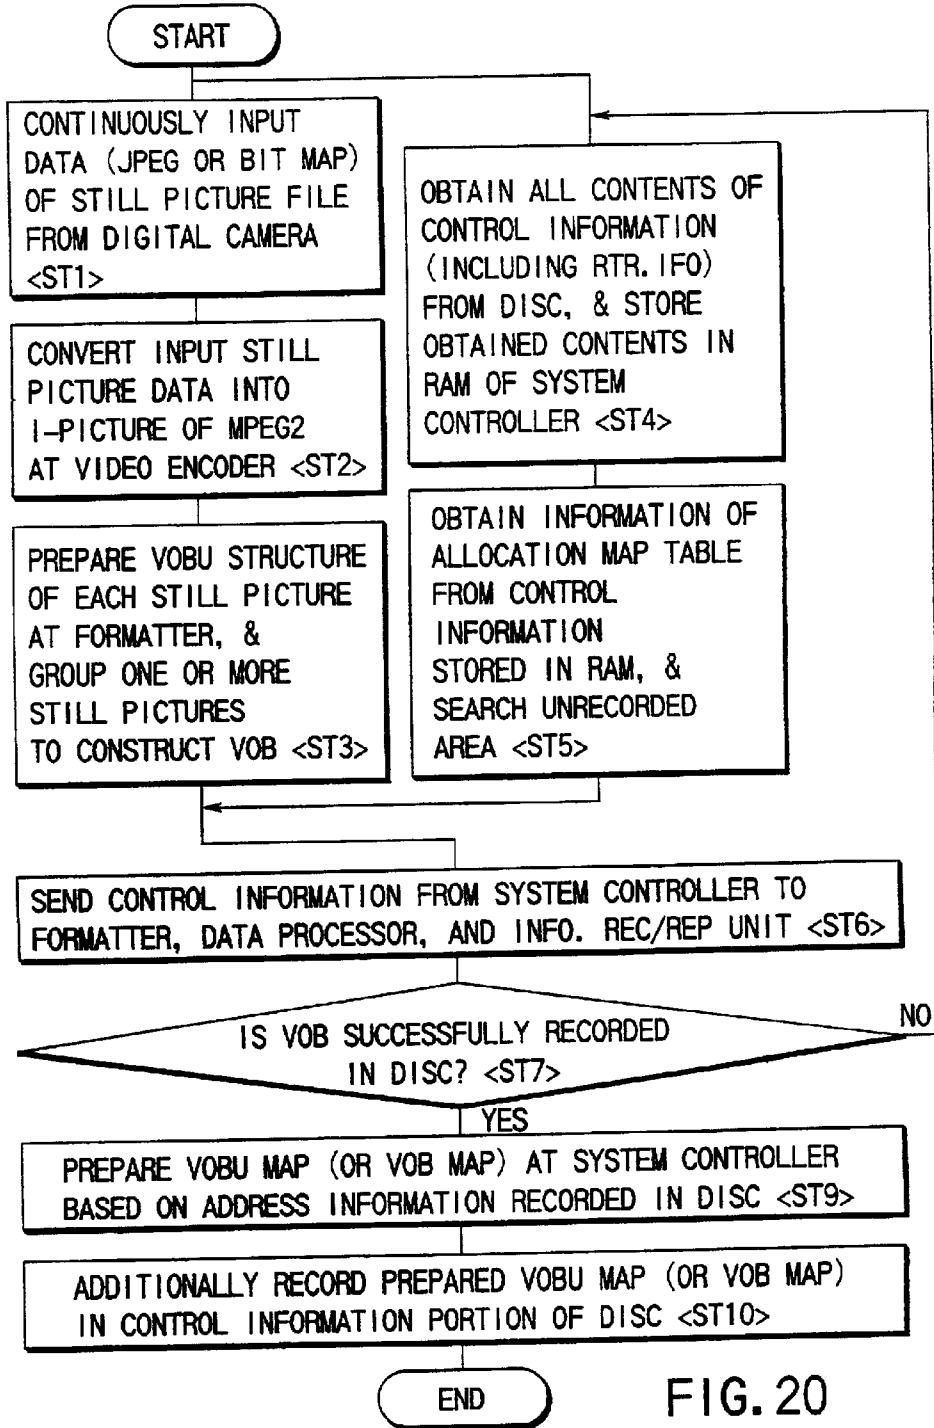 START
CONTINUOUSLY INPUT
DATA (JPEG OR BIT MAP)
OF STILL PICTURE FILE
FROM DIGITAL CAMERA
<ST1>
CONVERT INPUT STILL
PICTURE DATA INTO
I-PICTURE OF MPEG2
AT VIDEO ENCODER <ST2>
PREPARE VOBU STRUCTURE
OF EACH STILL PICTURE
AT FORMATTER, &
GROUP ONE OR MORE
STILL PICTURES
TO CONSTRUCT VOB <ST3>
OBTAIN ALL CONTENTS OF
CONTROL INFORMATION
(INCLUDING RTR. IFO)
FROM DISC, & STORE
OBTAINED CONTENTS IN
RAM OF SYSTEM
CONTROLLER <ST4>
OBTAIN INFORMATION OF
ALLOCATION MAP TABLE
FROM CONTROL
INFORMATION
STORED IN RAM, &
SEARCH UNRECORDED
AREA <ST5>
SEND CONTROL INFORMATION FROM SYSTEM CONTROLLER TO
FORMATTER, DATA PROCESSOR, AND INFO. REC/REP UNIT <ST6>
IS VOB SUCCESSFULLY RECORDED
IN DISC? <ST7>
NO
YES
PREPARE VOBU MAP (OR VOB MAP) AT SYSTEM CONTROLLER
BASED ON ADDRESS INFORMATION RECORDED IN DISC <ST9>
ADDITIONALLY RECORD PREPARED VOBU MAP (OR VOB MAP)
IN CONTROL INFORMATION PORTION OF DISC <ST10>
END
FIG. 20